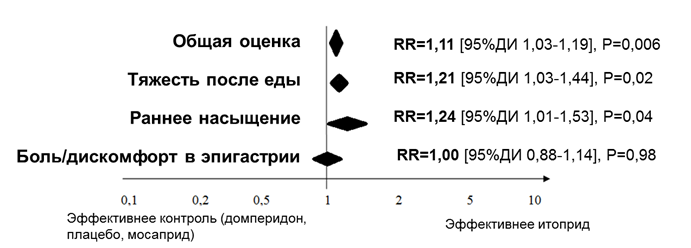 Общая оценка RR=1,11 [95%ДИ 1,03-1,19], P=0,006
Тяжесть после еды RR=1,21 [95%ДИ 1,03-1,44], P=0,02
Раннее насыщение RR=1,24 [95%ДИ 1,01-1,53], P=0,04
Боль/дискомфорт в эпигастрии RR=1,00 [95%ДИ 0,88-1,14], P=0,98
0,1 0,2 0,5 1 2 5 10
Эффективнее контроль (домперидон,
плацебо, мосаприд)
Эффективнее итоприд